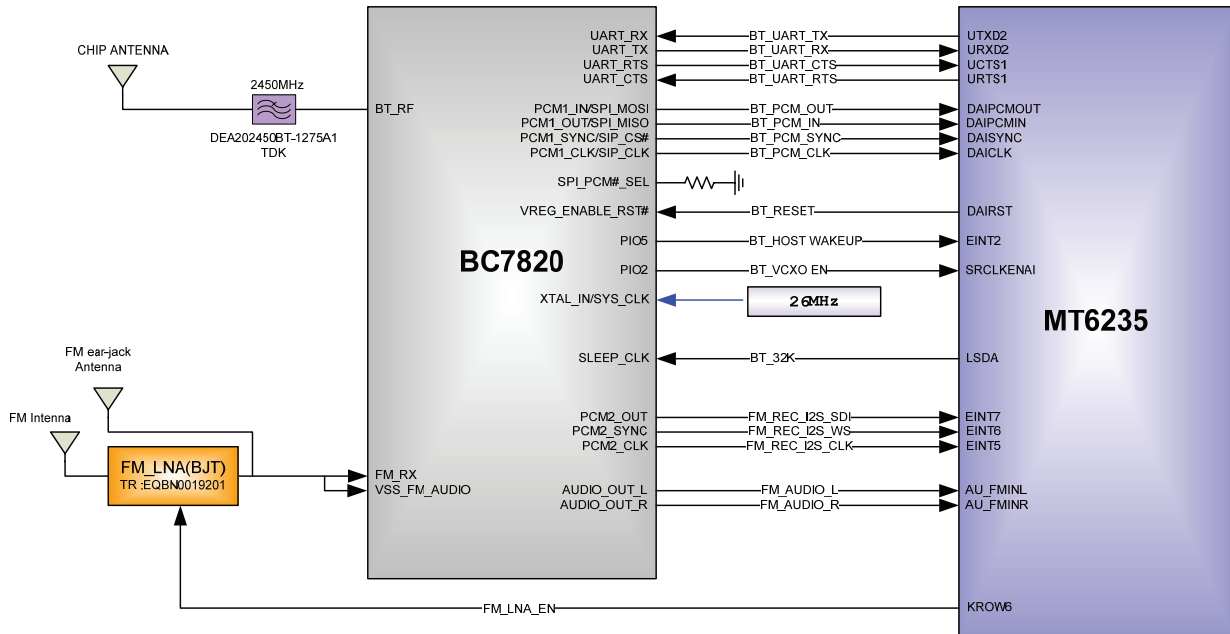 CHIP ANTENNA
2450MHz
DEA202450BT-1275A1
TDK
BT_RF
UART_RX BT_UART_TX UTXD2
UART_TX BT_UART_RX URXD2
UART_RTS BT_UART_CTS UCTS1
UART_CTS BT_UART_RTS URTS1
PCM1_IN/SPI_MOSI BT_PCM_OUT DAIPCMOUT
PCM1_OUT/SPI_MISO BT_PCM_IN DAIPCMIN
PCM1_SYNC/SIP_CS# BT_PCM_SYNC DAISYNC
PCM1_CLK/SIP_CLK BT_PCM_CLK DAICLK
SPI_PCM#_SEL
VREG_ENABLE_RST# BT_RESET DAIRST
PIO5 BT_HOST WAKEUP EINT2
BC7820
PIO2 BT_VCXO EN SRCLKENAI
XTAL_IN/SYS_CLK 26MHz
MT6235
SLEEP_CLK BT_32K LSDA
FM ear-jack
Antenna
FM Intenna
PCM2_OUT FM_REC_I2S_SDI EINT7
PCM2_SYNC FM_REC_I2S_WS EINT6
PCM2_CLK FM_REC_I2S_CLK EINT5
FM_LNA(BJT)
TR :EQBN0019201
FM_RX
VSS_FM_AUDIO
AUDIO_OUT_L FM_AUDIO_L AU_FMINL
AUDIO_OUT_R FM_AUDIO_R AU_FMINR
FM_LNA_EN KROW6